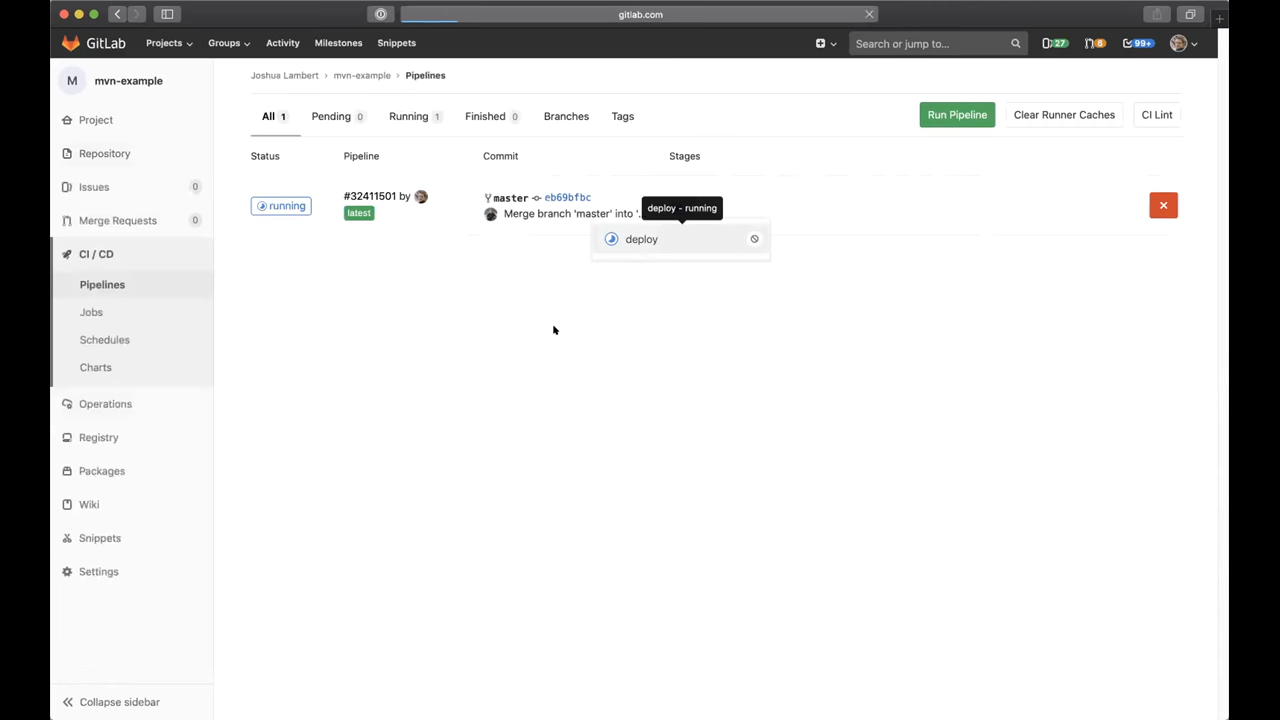 gitlab.com
GitLab Projects Groups Activity Milestones Snippets Search or jump to... 27 6 99+
M mvn-example
Project
Repository
Issues 0
Merge Requests 0
CI / CD
Pipelines
Jobs
Schedules
Charts
Operations
Registry
Packages
Wiki
Snippets
Settings
Collapse sidebar
Joshua Lambert › mvn-example › Pipelines
All 1 Pending 0 Running 1 Finished 0 Branches Tags Run Pipeline Clear Runner Caches CI Lint
Status Pipeline Commit Stages
running #32411501 by master eb69bfbc
latest Merge branch 'master' into '.
deploy - running
deploy